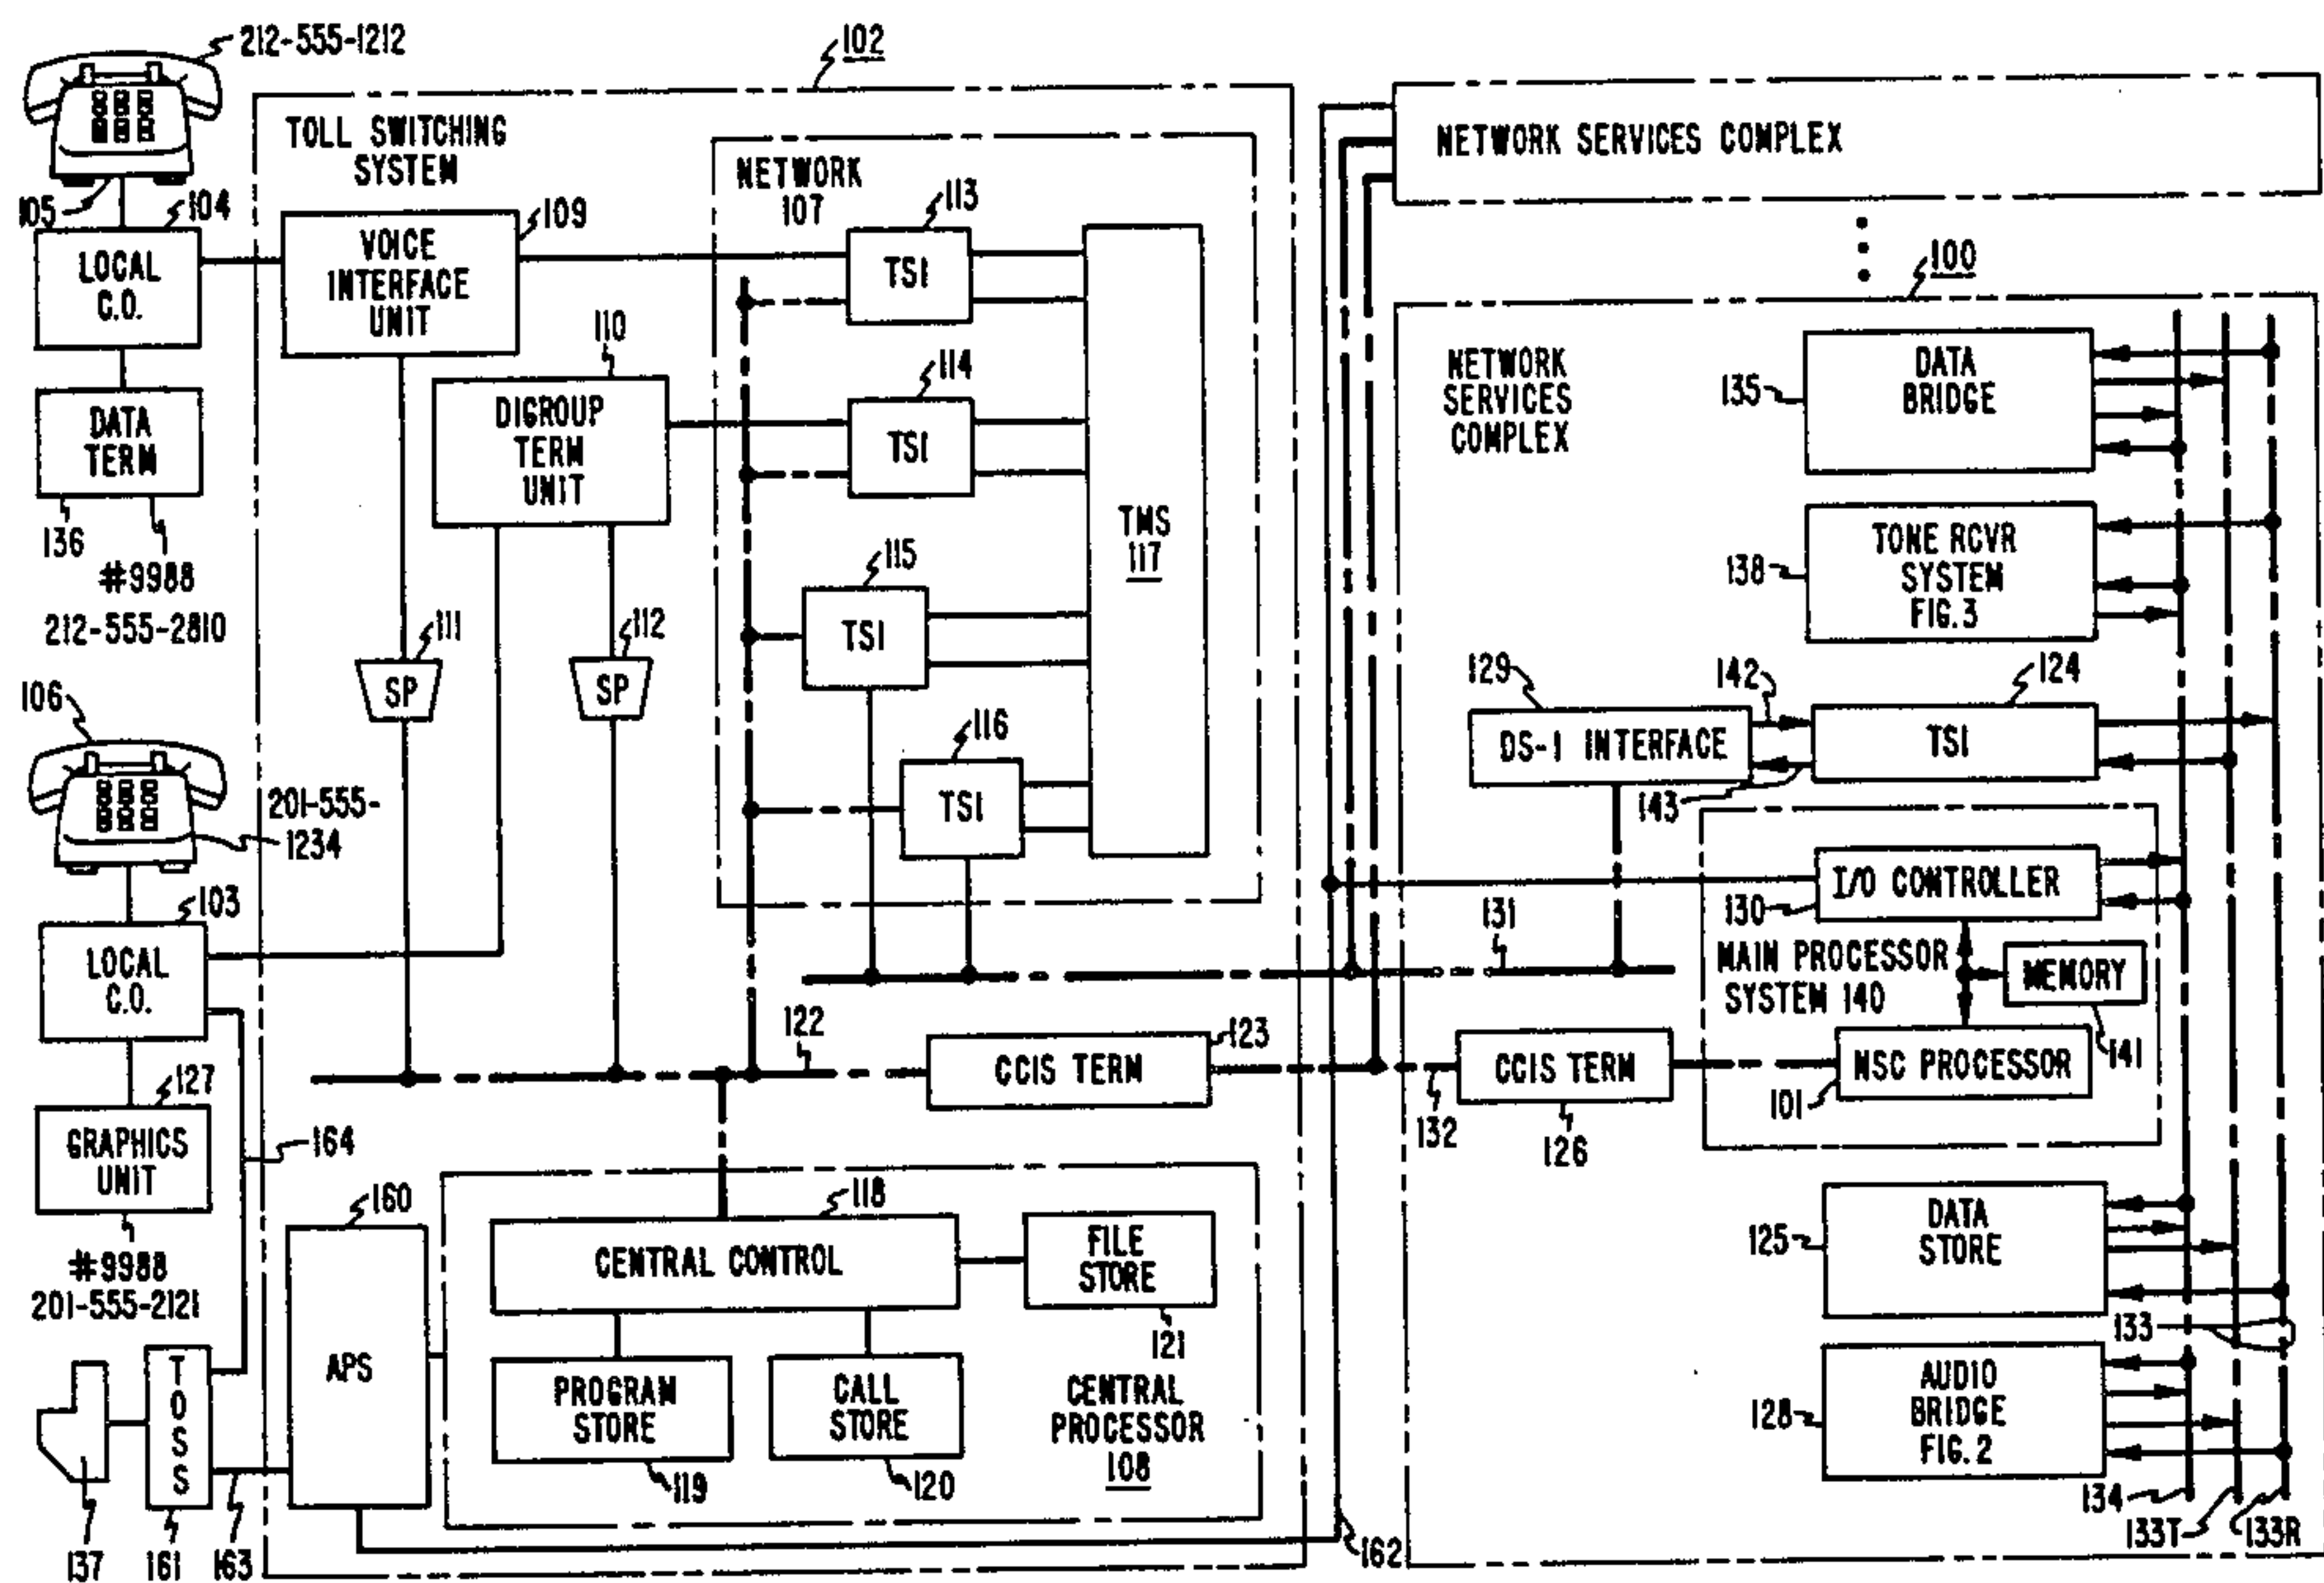 212-555-1212
102
TOLL SWITCHING
SYSTEM
NETWORK
107
NETWORK SERVICES COMPLEX
105
104
LOCAL
C.O.
109
VOICE
INTERFACE
UNIT
113
TSI
100
NETWORK
SERVICES
COMPLEX
135
DATA
BRIDGE
DATA
TERM
136
#9988
212-555-2810
110
DIGROUP
TERM
UNIT
114
TSI
TMS
117
138
TONE RCVR
SYSTEM
FIG. 3
115
TSI
111
SP
112
SP
106
201-555-
1234
116
TSI
129
DS-1 INTERFACE
142
143
124
TSI
I/O CONTROLLER
130
103
LOCAL
C.O.
131
MAIN PROCESSOR
SYSTEM 140
MEMORY
141
122
123
CCIS TERM
132
CCIS TERM
126
NSC PROCESSOR
101
127
GRAPHICS
UNIT
#9988
201-555-2121
164
160
APS
118
CENTRAL CONTROL
FILE
STORE
121
PROGRAM
STORE
119
CALL
STORE
120
CENTRAL
PROCESSOR
108
125
DATA
STORE
133
128
AUDIO
BRIDGE
FIG. 2
134
133T
133R
T
O
S
S
137
161
163
162